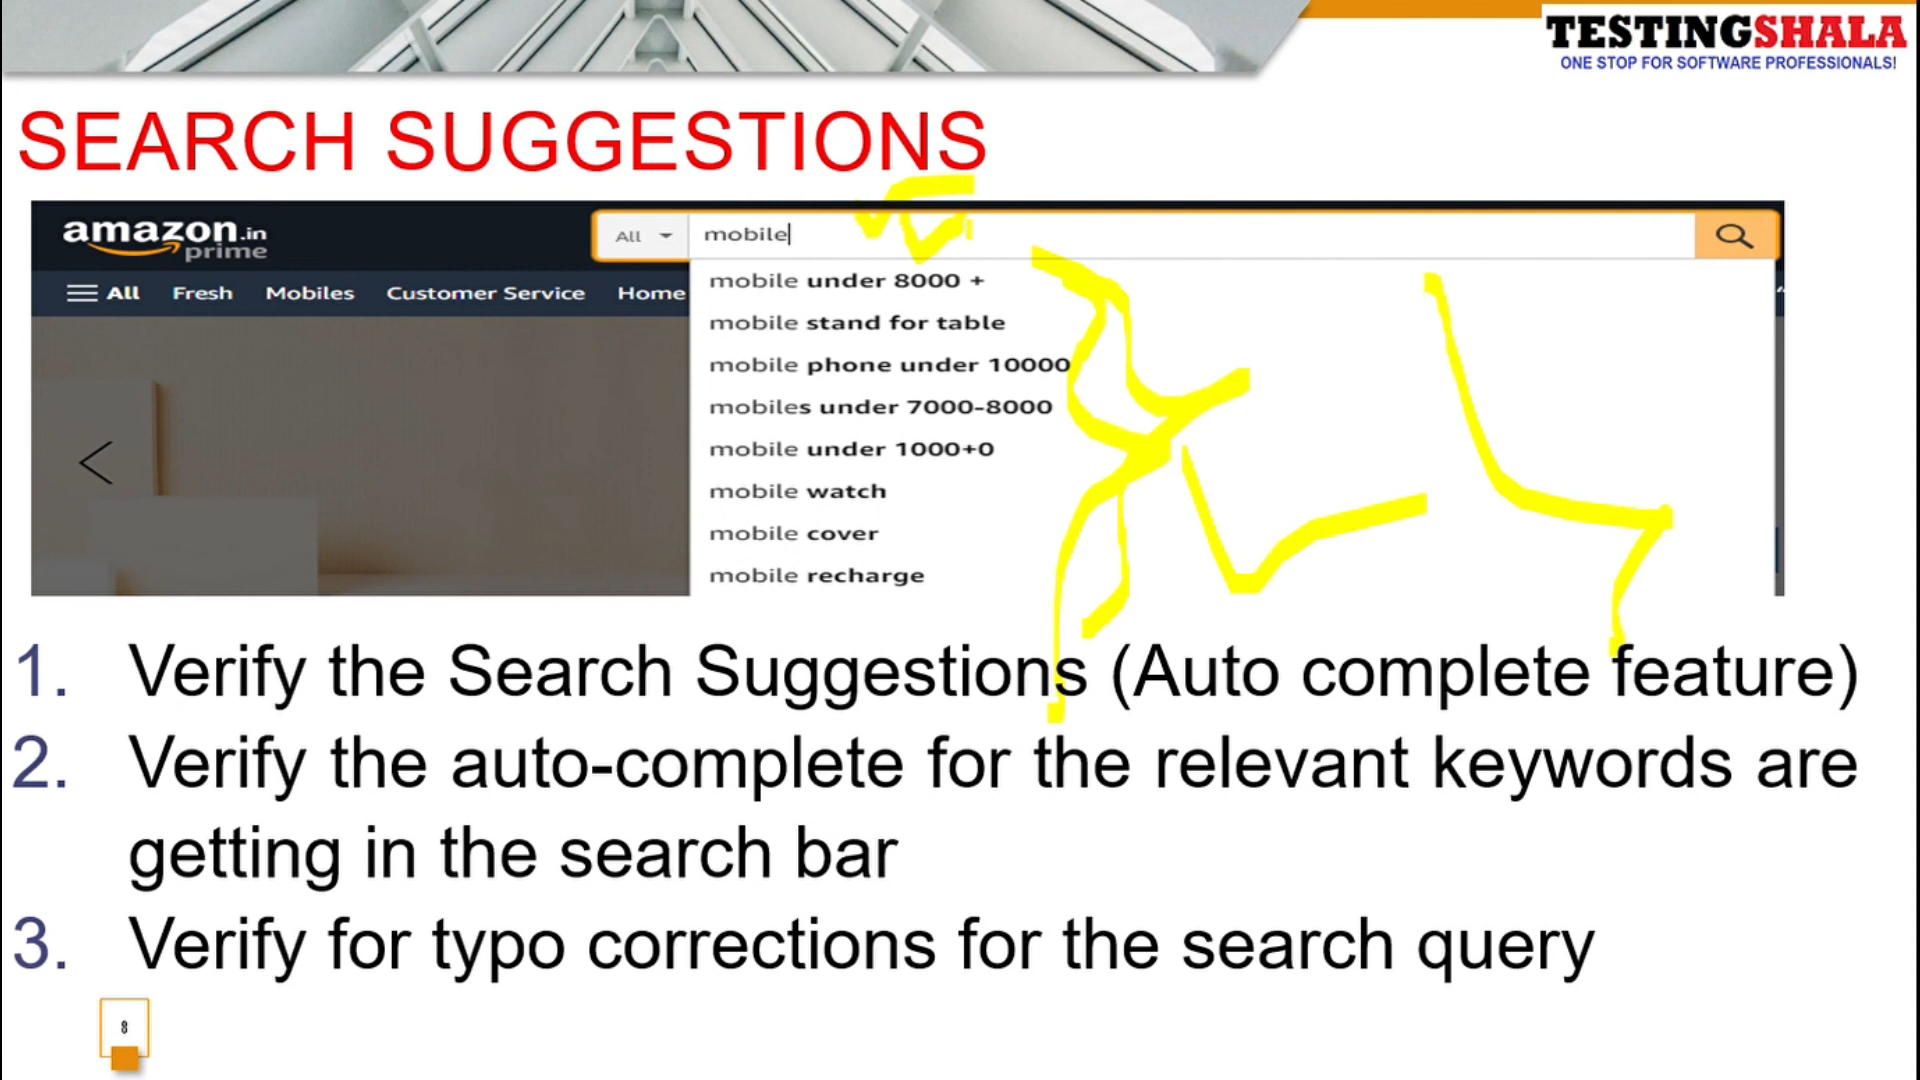 TESTINGSHALA
ONE STOP FOR SOFTWARE PROFESSIONALS!
SEARCH SUGGESTIONS
amazon.in
prime
All
mobile
All Fresh Mobiles Customer Service Home
mobile under 8000 +
mobile stand for table
mobile phone under 10000
mobiles under 7000-8000
mobile under 1000+0
mobile watch
mobile cover
mobile recharge
1. Verify the Search Suggestions (Auto complete feature)
2. Verify the auto-complete for the relevant keywords are
getting in the search bar
3. Verify for typo corrections for the search query
8